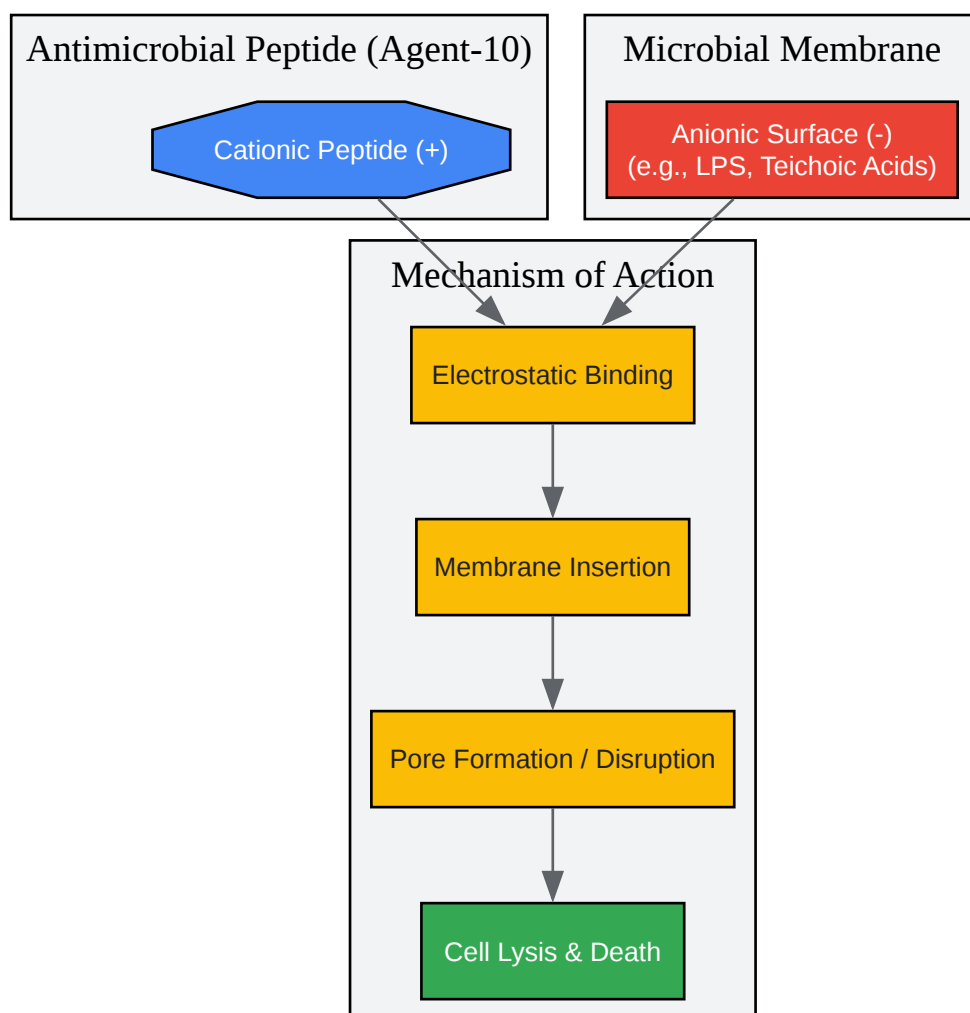 Antimicrobial Peptide (Agent-10)
Cationic Peptide (+)
Microbial Membrane
Anionic Surface (-)
(e.g., LPS, Teichoic Acids)
Mechanism of Action
Electrostatic Binding
Membrane Insertion
Pore Formation / Disruption
Cell Lysis & Death